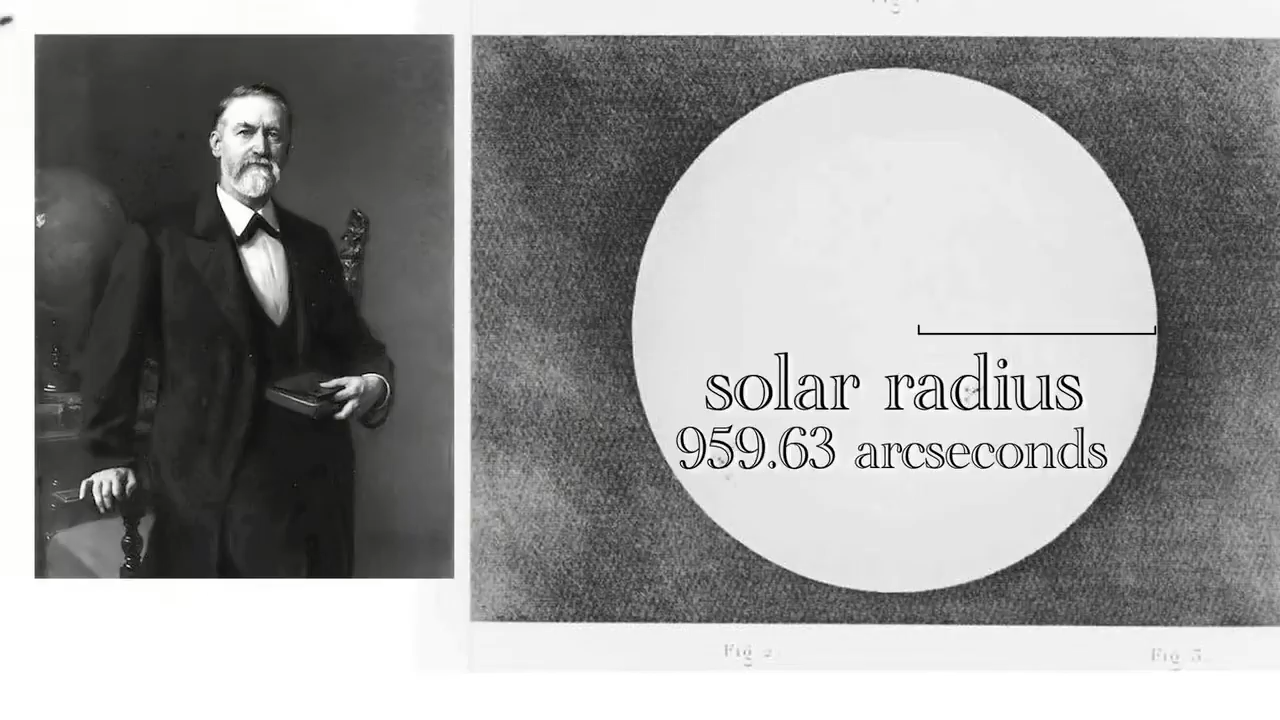 solar radius
959.63 arcseconds
Fig 2.
Fig 3.